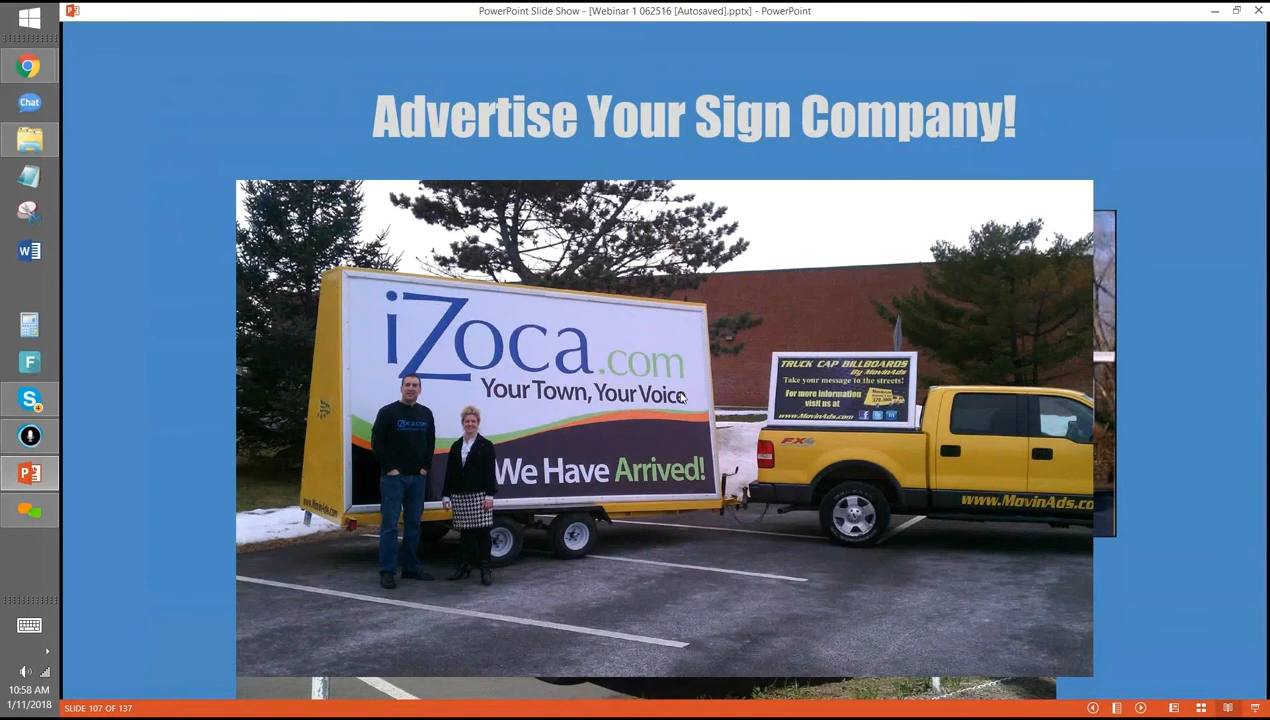 PowerPoint Slide Show - [Webinar 1 062516 [Autosaved].pptx] - PowerPoint
Chat
Advertise Your Sign Company!
iZoca.com
Your Town, Your Voice
We Have Arrived!
TRUCK CAP BILLBOARDS
By MovinAds
Take your message to the streets!
For more information
visit us at
www.MovinAds.com
FX4
www.MovinAds.co
10:58 AM
1/11/2018
SLIDE 107 OF 137